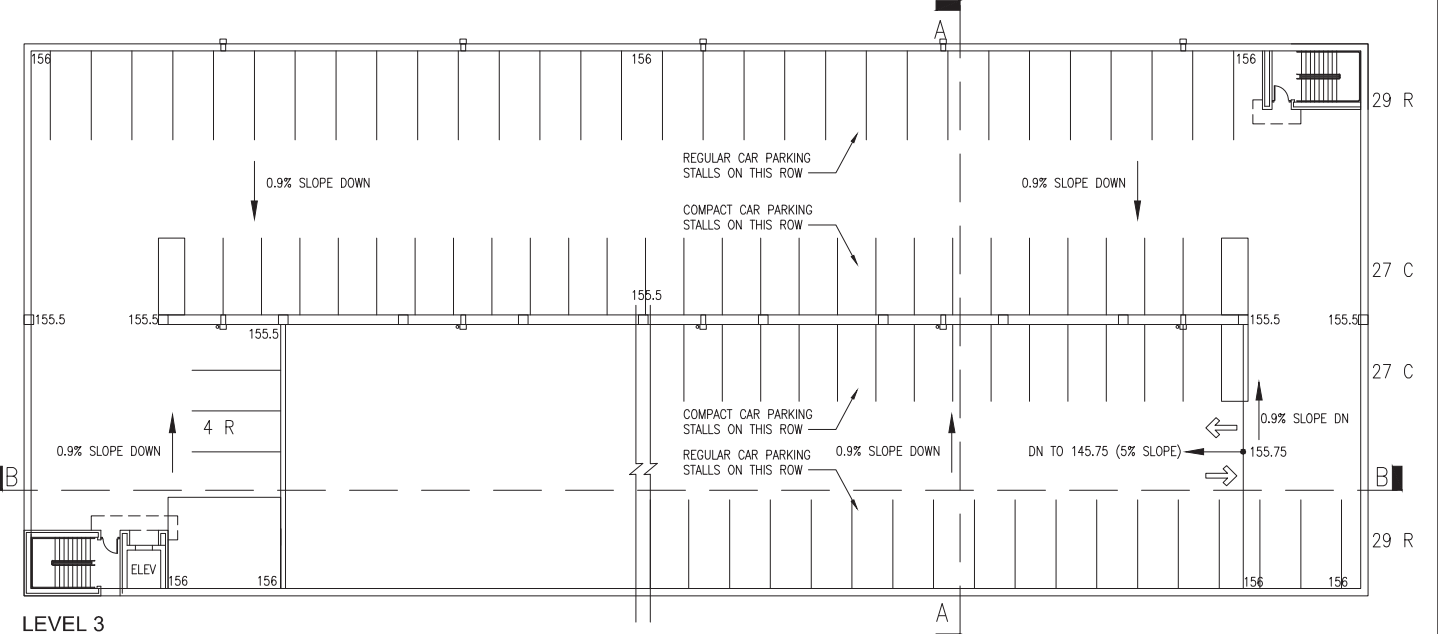 A
156
156
156
29 R
REGULAR CAR PARKING
STALLS ON THIS ROW
0.9% SLOPE DOWN
0.9% SLOPE DOWN
COMPACT CAR PARKING
STALLS ON THIS ROW
27 C
155.5
155.5
155.5
155.5
155.5
155.5
27 C
COMPACT CAR PARKING
STALLS ON THIS ROW
0.9% SLOPE DN
4 R
0.9% SLOPE DOWN
0.9% SLOPE DOWN
DN TO 145.75 (5% SLOPE)
155.75
REGULAR CAR PARKING
STALLS ON THIS ROW
B
B
29 R
ELEV
156
156
156
156
A
LEVEL 3